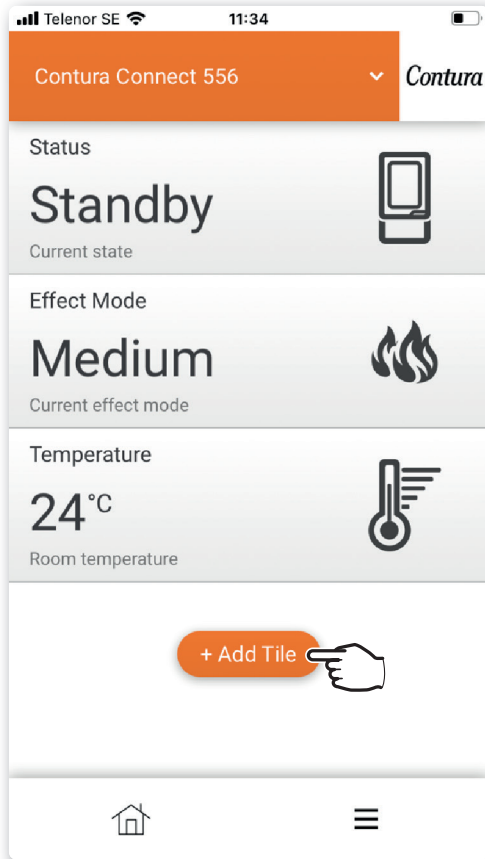 Telenor SE 11:34
Contura Connect 556 Contura
Status
Standby
Current state
Effect Mode
Medium
Current effect mode
Temperature
24 °C
Room temperature
+ Add Tile